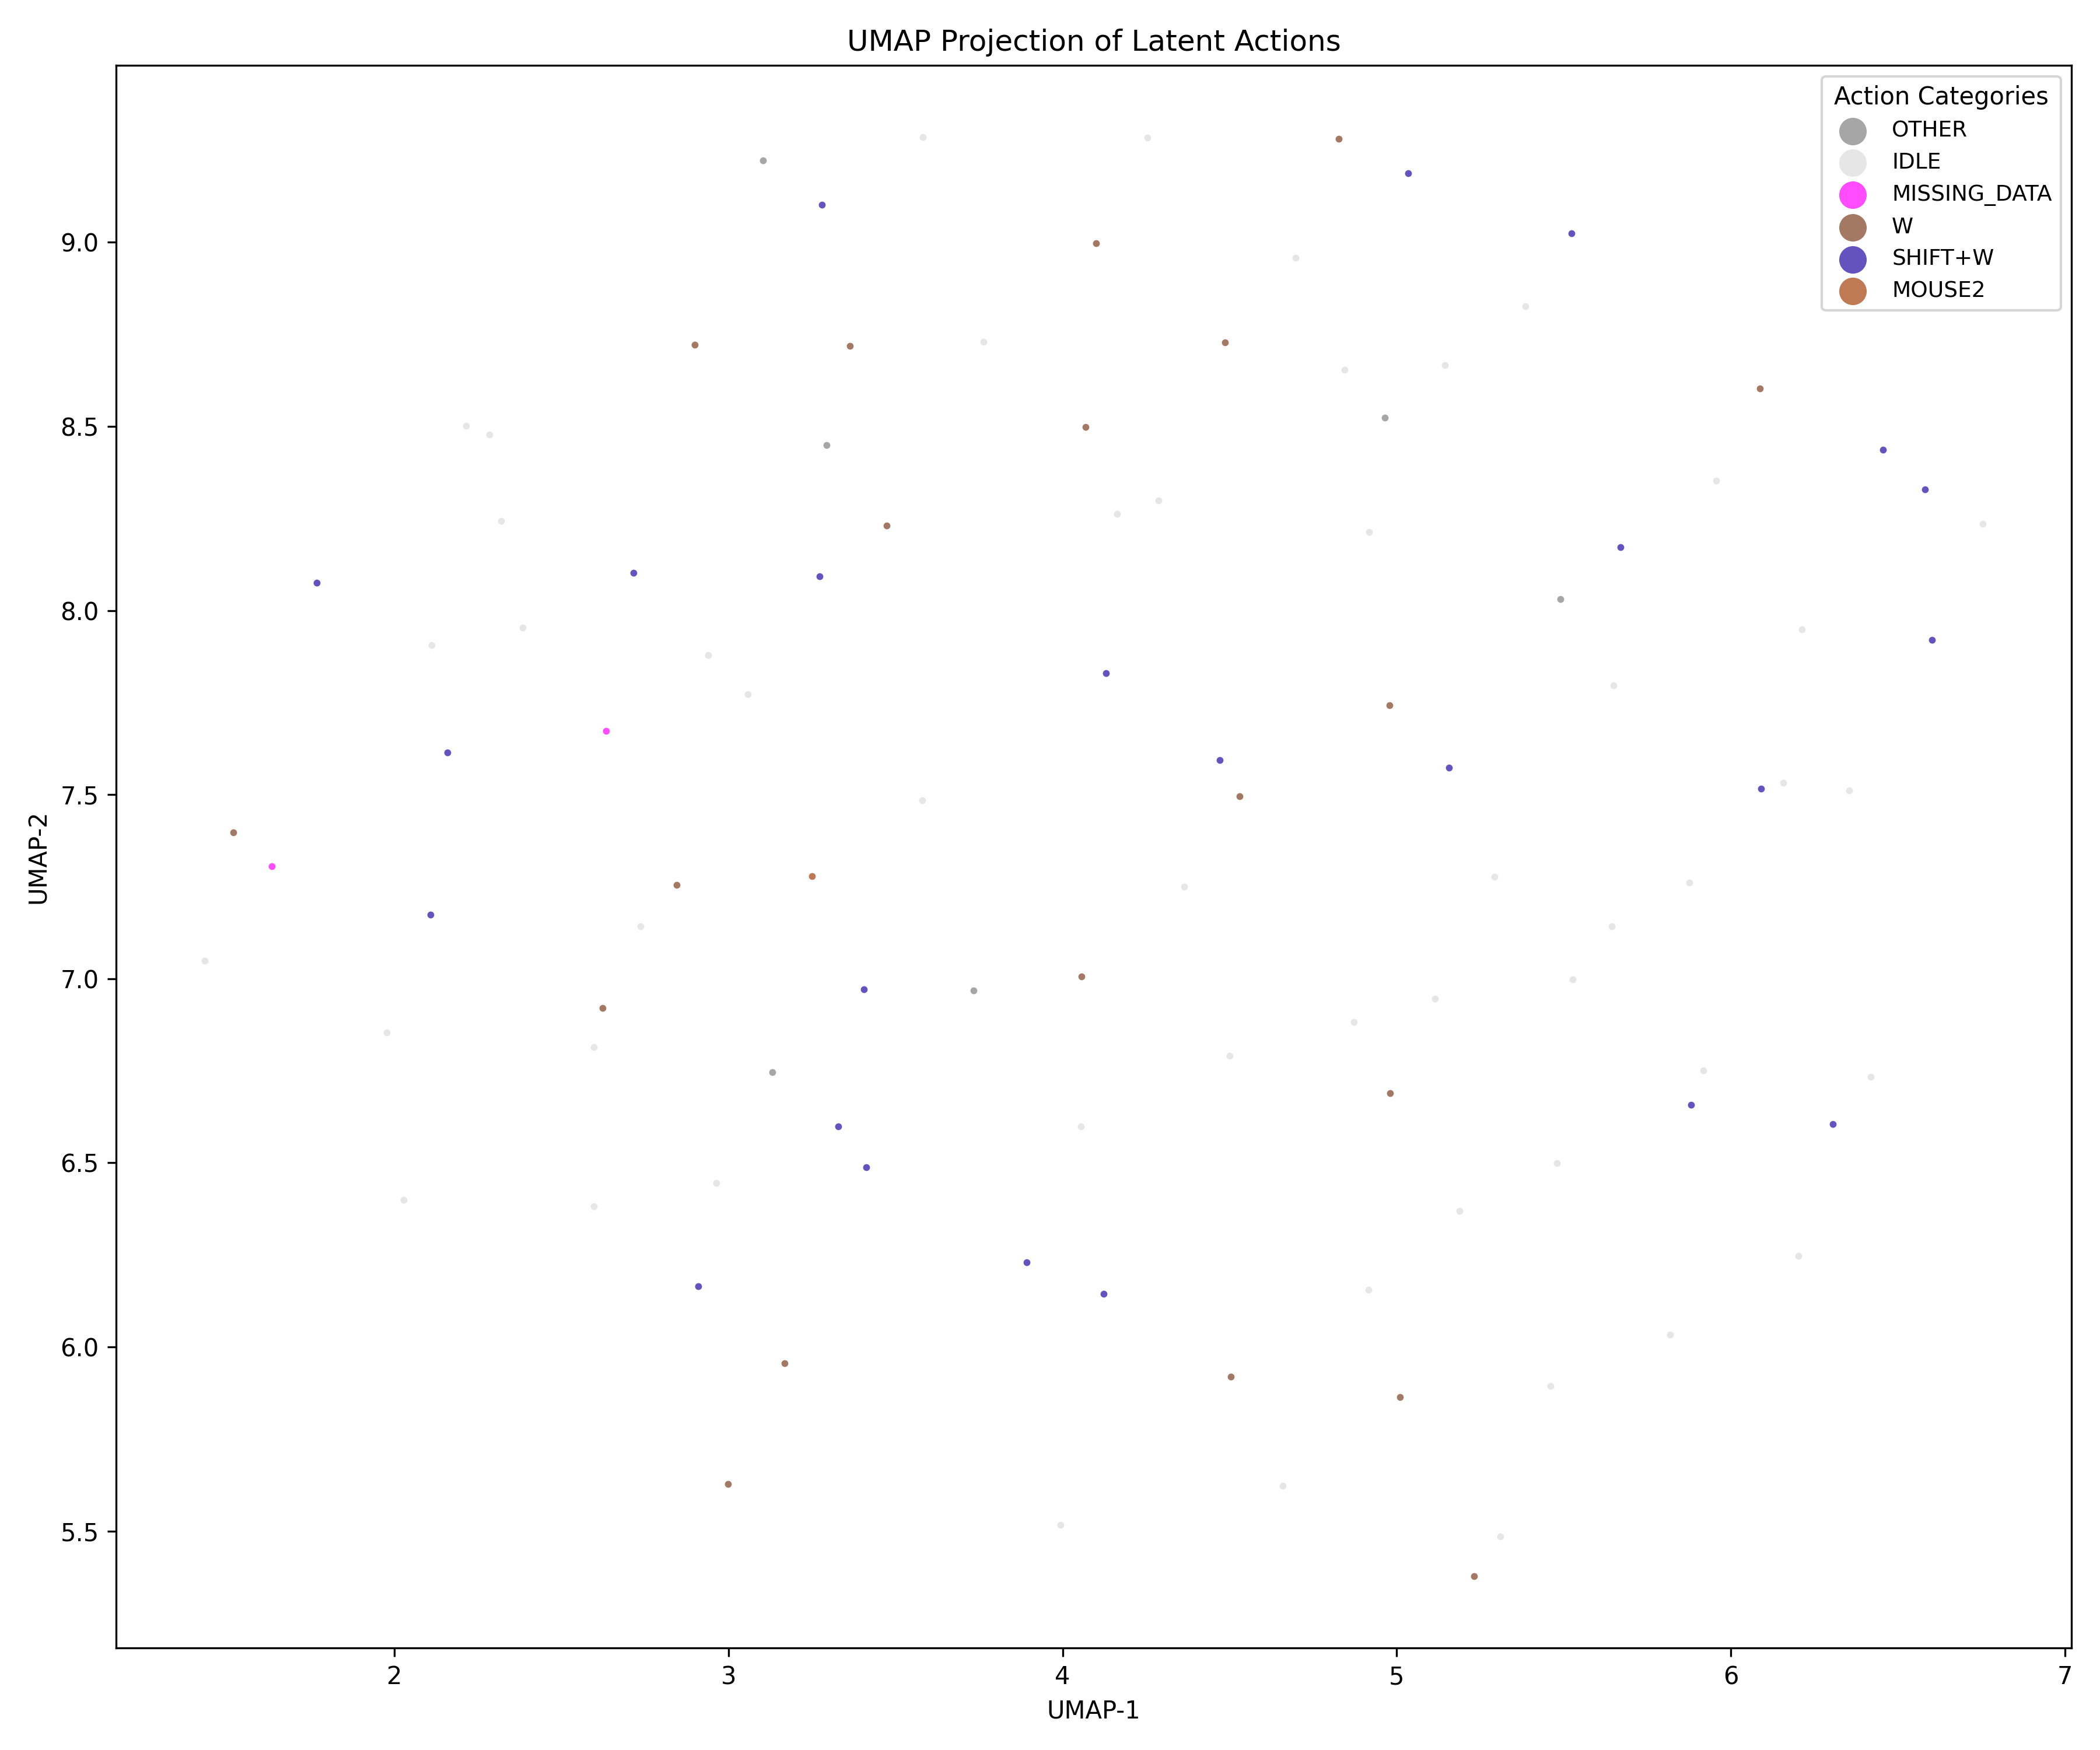 UMAP Projection of Latent Actions
Action Categories
OTHER
IDLE
MISSING_DATA
W
SHIFT+W
MOUSE2
9.0
8.5
8.0
7.5
7.0
6.5
6.0
5.5
UMAP-2
2 3 4 5 6 7
UMAP-1